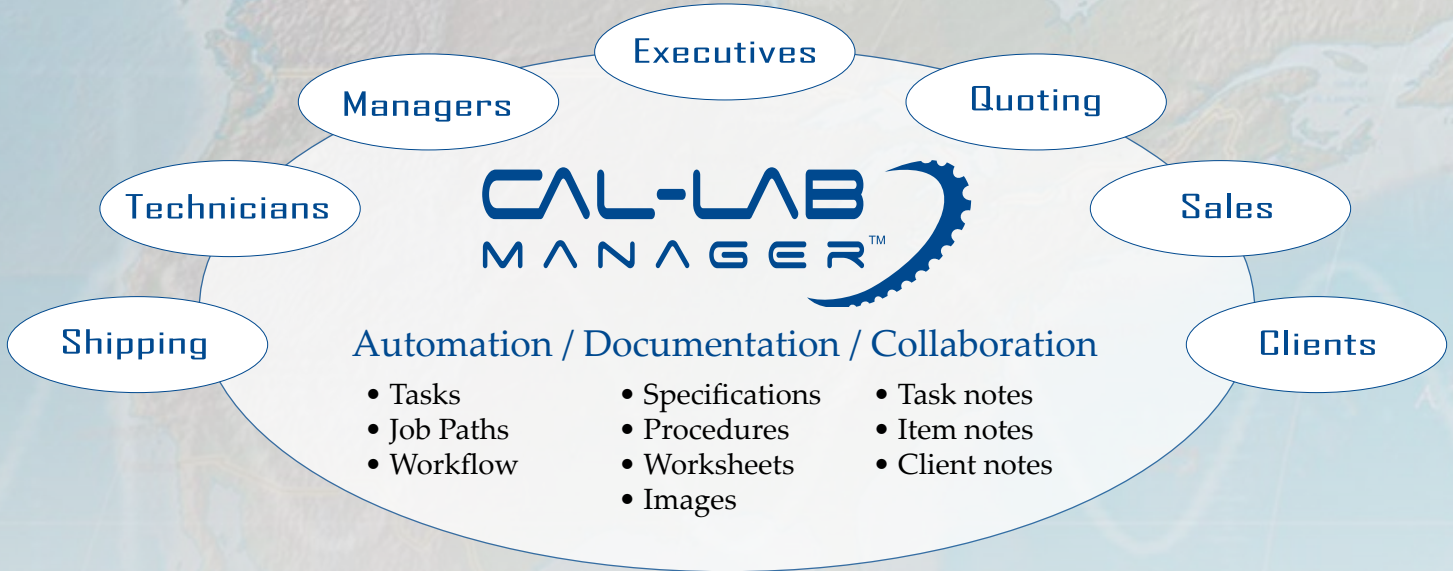 Executives
Managers
Quoting
Technicians
Sales
Shipping
Clients
CAL-LAB
MANAGER™
Automation / Documentation / Collaboration
• Tasks
• Job Paths
• Workflow
• Specifications
• Procedures
• Worksheets
• Images
• Task notes
• Item notes
• Client notes